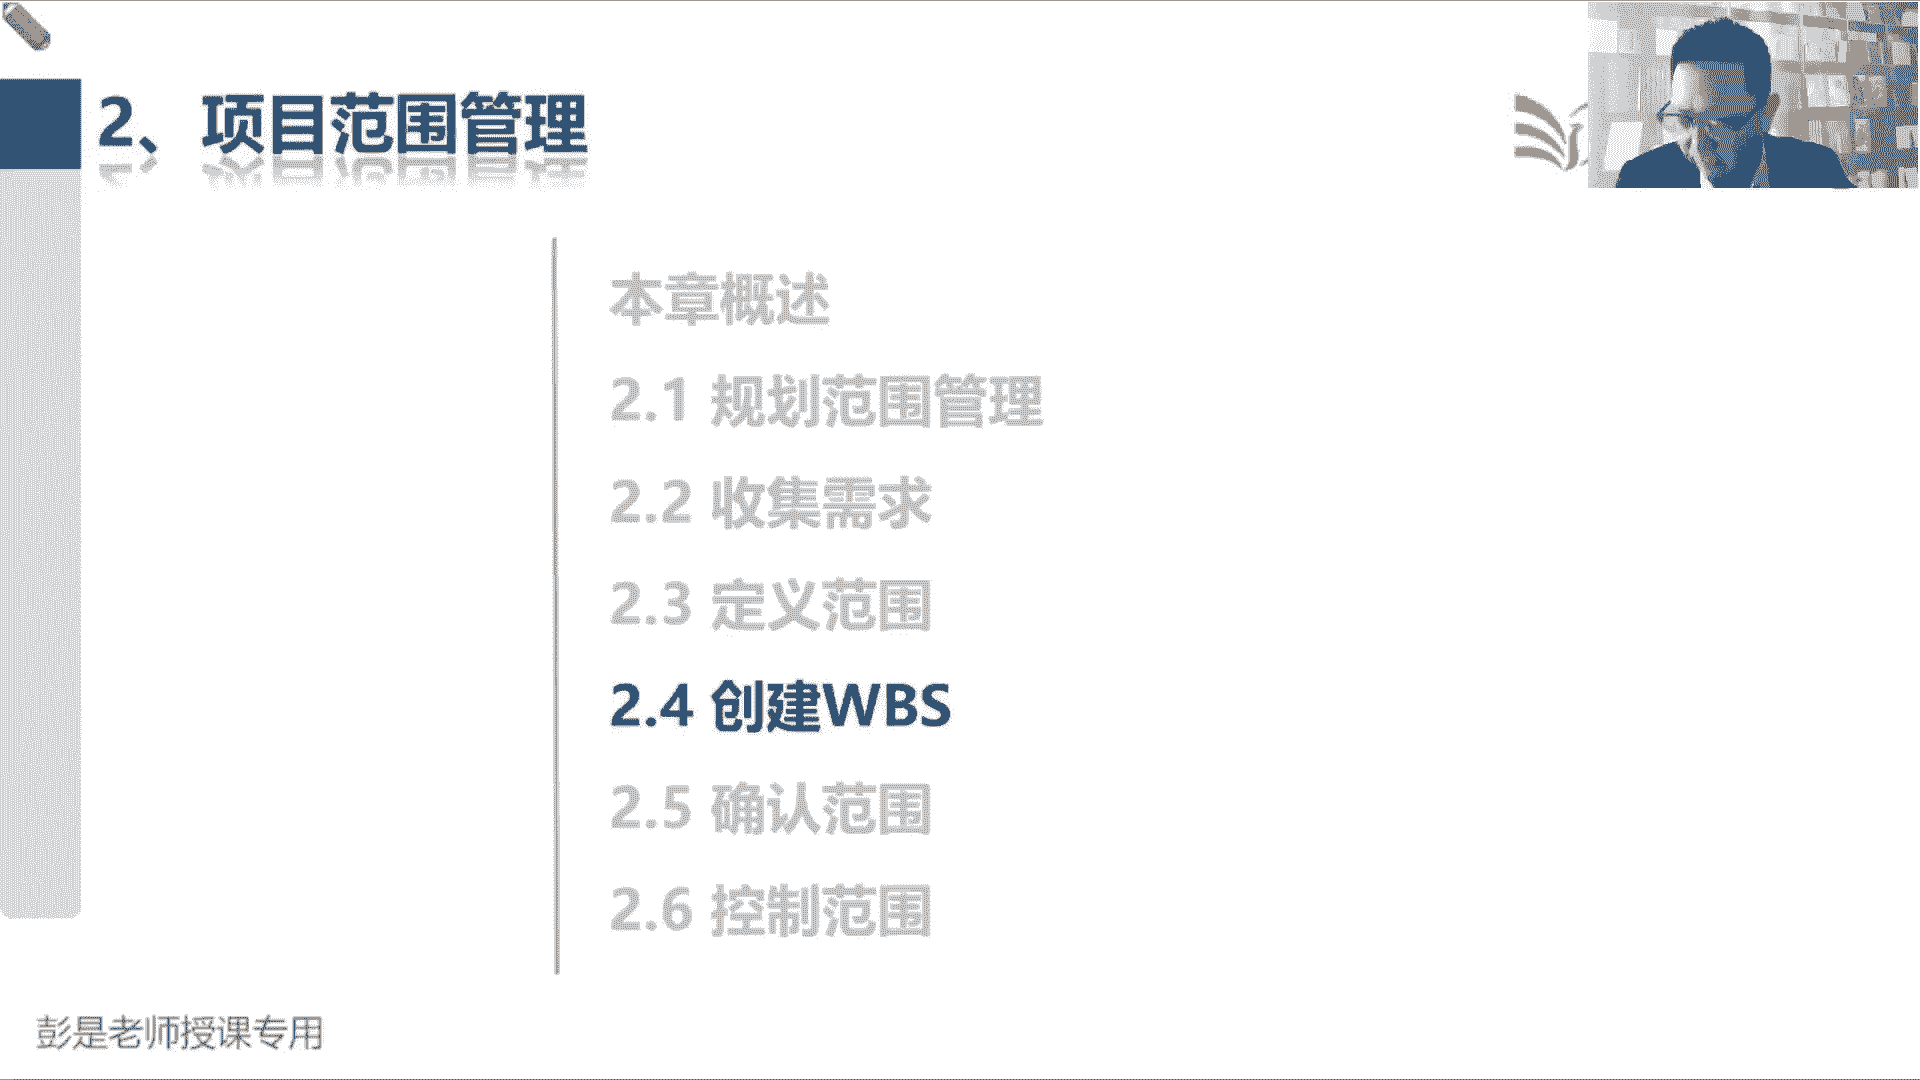 2、项目范围管理
本章概述
2.1 规划范围管理
2.2 收集需求
2.3 定义范围
2.4 创建WBS
2.5 确认范围
2.6 控制范围
彭是老师授课专用